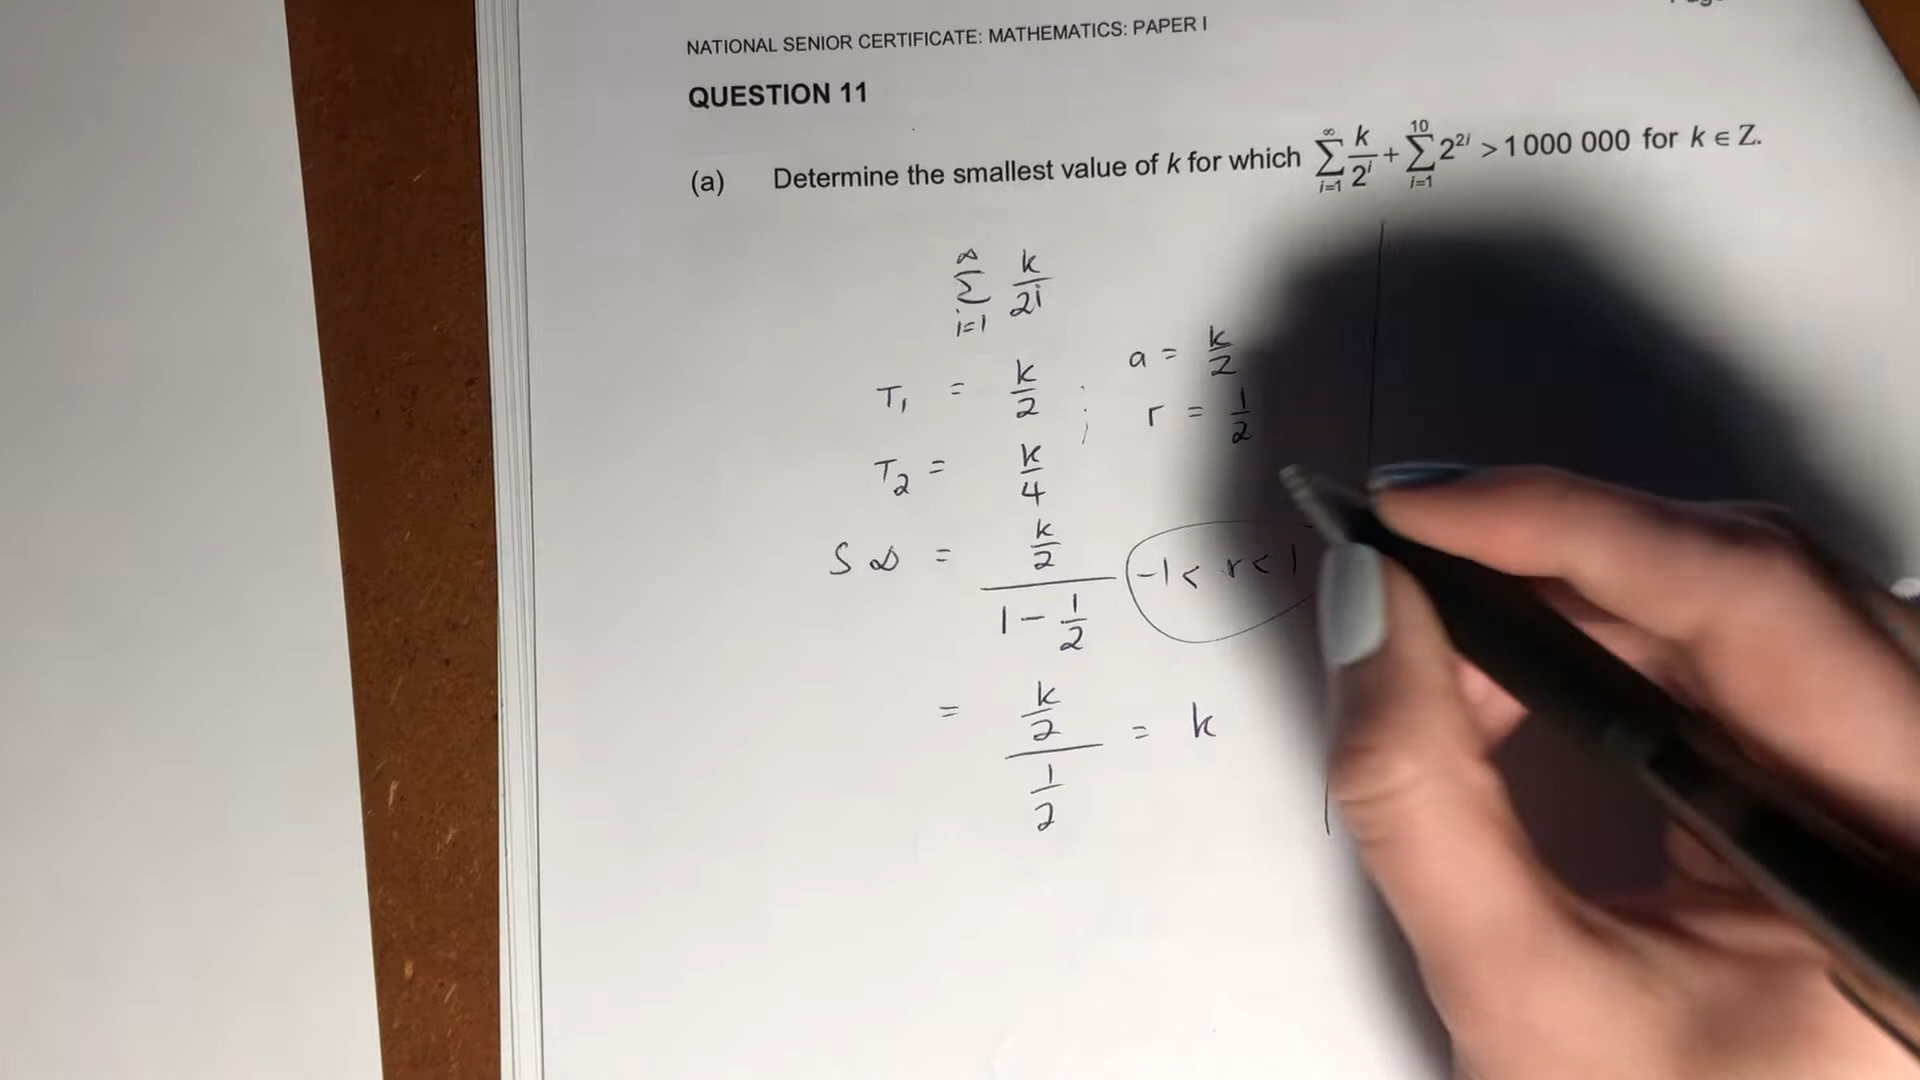 NATIONAL SENIOR CERTIFICATE: MATHEMATICS: PAPER I
QUESTION 11
(a) Determine the smallest value of k for which ∑_{i=1}^{∞} k/2^i + ∑_{i=1}^{10} 2^{2i} > 1 000 000 for k ∈ Z.
∑_{i=1}^{∞} k/2^i
T₁ = k/2 ; a = k/2
r = 1/2
T₂ = k/4
S∞ = (k/2)/(1 - 1/2) -1 < r < 1
= (k/2)/(1/2) = k